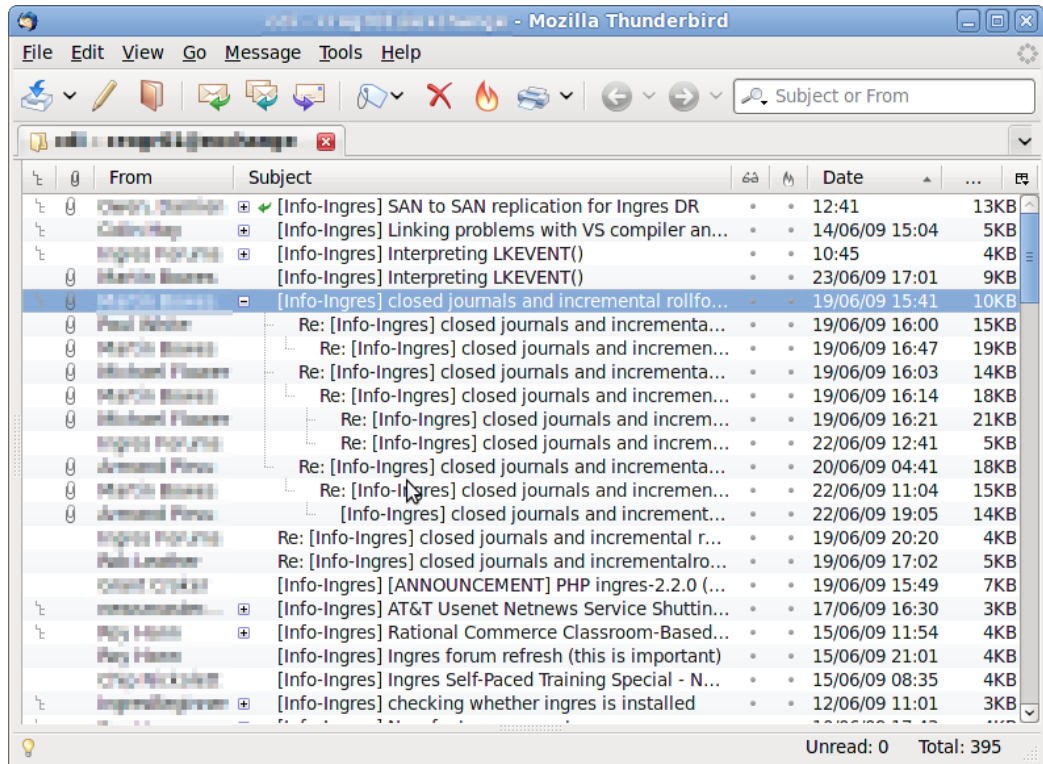 - Mozilla Thunderbird
File Edit View Go Message Tools Help
Subject or From
From Subject Date ...
[Info-Ingres] SAN to SAN replication for Ingres DR 12:41 13KB
[Info-Ingres] Linking problems with VS compiler an... 14/06/09 15:04 5KB
[Info-Ingres] Interpreting LKEVENT() 10:45 4KB
[Info-Ingres] Interpreting LKEVENT() 23/06/09 17:01 9KB
[Info-Ingres] closed journals and incremental rollfo... 19/06/09 15:41 10KB
Re: [Info-Ingres] closed journals and incrementa... 19/06/09 16:00 15KB
Re: [Info-Ingres] closed journals and incremen... 19/06/09 16:47 19KB
Re: [Info-Ingres] closed journals and incrementa... 19/06/09 16:03 14KB
Re: [Info-Ingres] closed journals and incremen... 19/06/09 16:14 18KB
Re: [Info-Ingres] closed journals and increm... 19/06/09 16:21 21KB
Re: [Info-Ingres] closed journals and increm... 22/06/09 12:41 5KB
Re: [Info-Ingres] closed journals and incrementa... 20/06/09 04:41 18KB
Re: [Info-Ingres] closed journals and incremen... 22/06/09 11:04 15KB
[Info-Ingres] closed journals and increment... 22/06/09 19:05 14KB
Re: [Info-Ingres] closed journals and incremental r... 19/06/09 20:20 4KB
Re: [Info-Ingres] closed journals and incrementalro... 19/06/09 17:02 5KB
[Info-Ingres] [ANNOUNCEMENT] PHP ingres-2.2.0 (... 19/06/09 15:49 7KB
[Info-Ingres] AT&T Usenet Netnews Service Shuttin... 17/06/09 16:30 3KB
[Info-Ingres] Rational Commerce Classroom-Based... 15/06/09 11:54 4KB
[Info-Ingres] Ingres forum refresh (this is important) 15/06/09 21:01 4KB
[Info-Ingres] Ingres Self-Paced Training Special - N... 15/06/09 08:35 4KB
[Info-Ingres] checking whether ingres is installed 12/06/09 11:01 3KB
Unread: 0 Total: 395